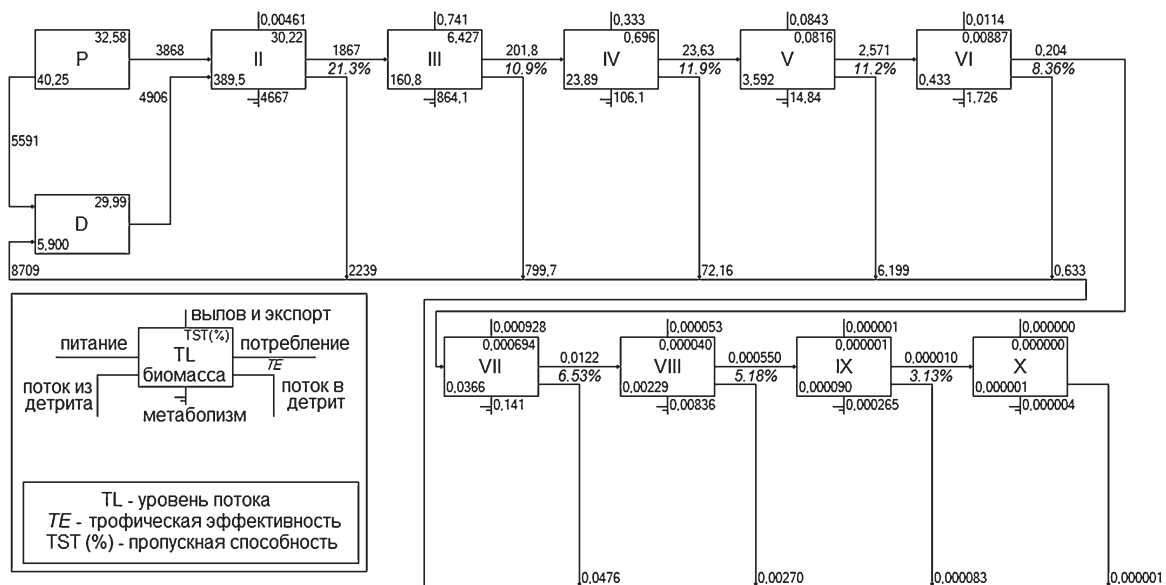 0,00461
0,741
0,333
0,0843
0,0114
32,58
P
40,25
3868
30,22
II
389,5
4667
1867
21.3%
6,427
III
160,8
864,1
201,8
10.9%
0,696
IV
23,89
106,1
23,63
11.9%
0,0816
V
3,592
14,84
2,571
11.2%
0,00887
VI
0,433
1,726
0,204
8.36%
4906
5591
29,99
D
5,900
8709
2239
799,7
72,16
6,199
0,633
вылов и экспорт
TST(%)
питание
TL
потребление
TE
биомасса
поток из
детрита
поток в
детрит
метаболизм
TL - уровень потока
TE - трофическая эффективность
TST (%) - пропускная способность
0,000928
0,000053
0,000001
0,000000
0,000694
VII
0,0366
0,141
0,0122
6.53%
0,000040
VIII
0,00229
0,00836
0,000550
5.18%
0,000001
IX
0,000090
0,000265
0,000010
3.13%
0,000000
X
0,000001
0,000004
0,0476
0,00270
0,000083
0,000001